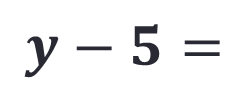 y − 5 =